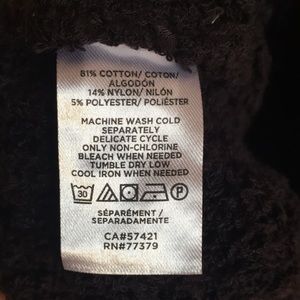 81% COTTON/ COTON/
ALGODÓN
14% NYLON/ NILÓN
5% POLYESTER/ POLIÉSTER
MACHINE WASH COLD
SEPARATELY
DELICATE CYCLE
ONLY NON-CHLORINE
BLEACH WHEN NEEDED
TUMBLE DRY LOW
COOL IRON WHEN NEEDED
30 P
SÉPARÉMENT /
SEPARADAMENTE
CA#57421
RN#77379